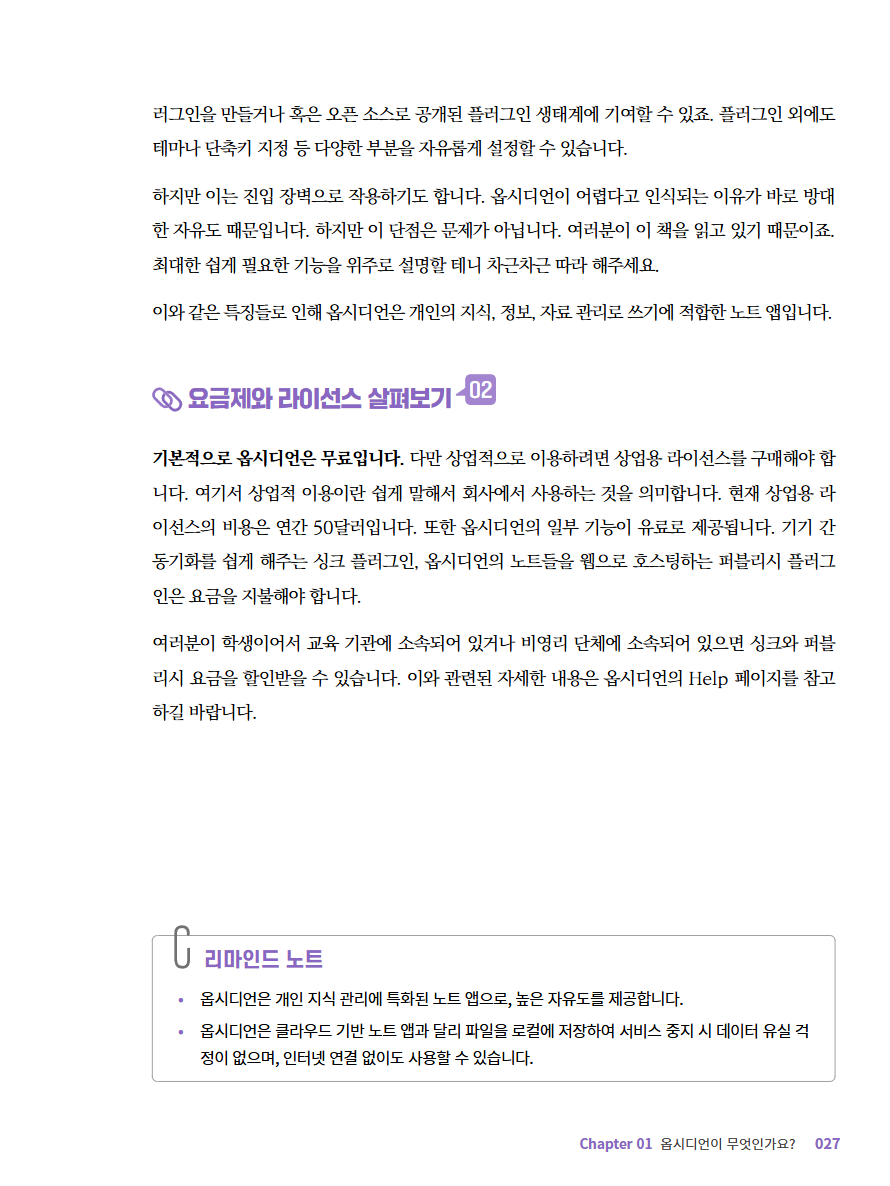 러그인을 만들거나 혹은 오픈 소스로 공개된 플러그인 생태계에 기여할 수 있죠. 플러그인 외에도
테마나 단축키 지정 등 다양한 부분을 자유롭게 설정할 수 있습니다.
하지만 이는 진입 장벽으로 작용하기도 합니다. 옵시디언이 어렵다고 인식되는 이유가 바로 방대
한 자유도 때문입니다. 하지만 이 단점은 문제가 아닙니다. 여러분이 이 책을 읽고 있기 때문이죠.
최대한 쉽게 필요한 기능을 위주로 설명할 테니 차근차근 따라 해주세요.
이와 같은 특징들로 인해 옵시디언은 개인의 지식, 정보, 자료 관리로 쓰기에 적합한 노트 앱입니다.
요금제와 라이선스 살펴보기 02
기본적으로 옵시디언은 무료입니다. 다만 상업적으로 이용하려면 상업용 라이선스를 구매해야 합
니다. 여기서 상업적 이용이란 쉽게 말해서 회사에서 사용하는 것을 의미합니다. 현재 상업용 라
이선스의 비용은 연간 50달러입니다. 또한 옵시디언의 일부 기능이 유료로 제공됩니다. 기기 간
동기화를 쉽게 해주는 싱크 플러그인, 옵시디언의 노트들을 웹으로 호스팅하는 퍼블리시 플러그
인은 요금을 지불해야 합니다.
여러분이 학생이어서 교육 기관에 소속되어 있거나 비영리 단체에 소속되어 있으면 싱크와 퍼블
리시 요금을 할인받을 수 있습니다. 이와 관련된 자세한 내용은 옵시디언의 Help 페이지를 참고
하길 바랍니다.
리마인드 노트
• 옵시디언은 개인 지식 관리에 특화된 노트 앱으로, 높은 자유도를 제공합니다.
• 옵시디언은 클라우드 기반 노트 앱과 달리 파일을 로컬에 저장하여 서비스 중지 시 데이터 유실 걱
정이 없으며, 인터넷 연결 없이도 사용할 수 있습니다.
Chapter 01 옵시디언이 무엇인가요? 027